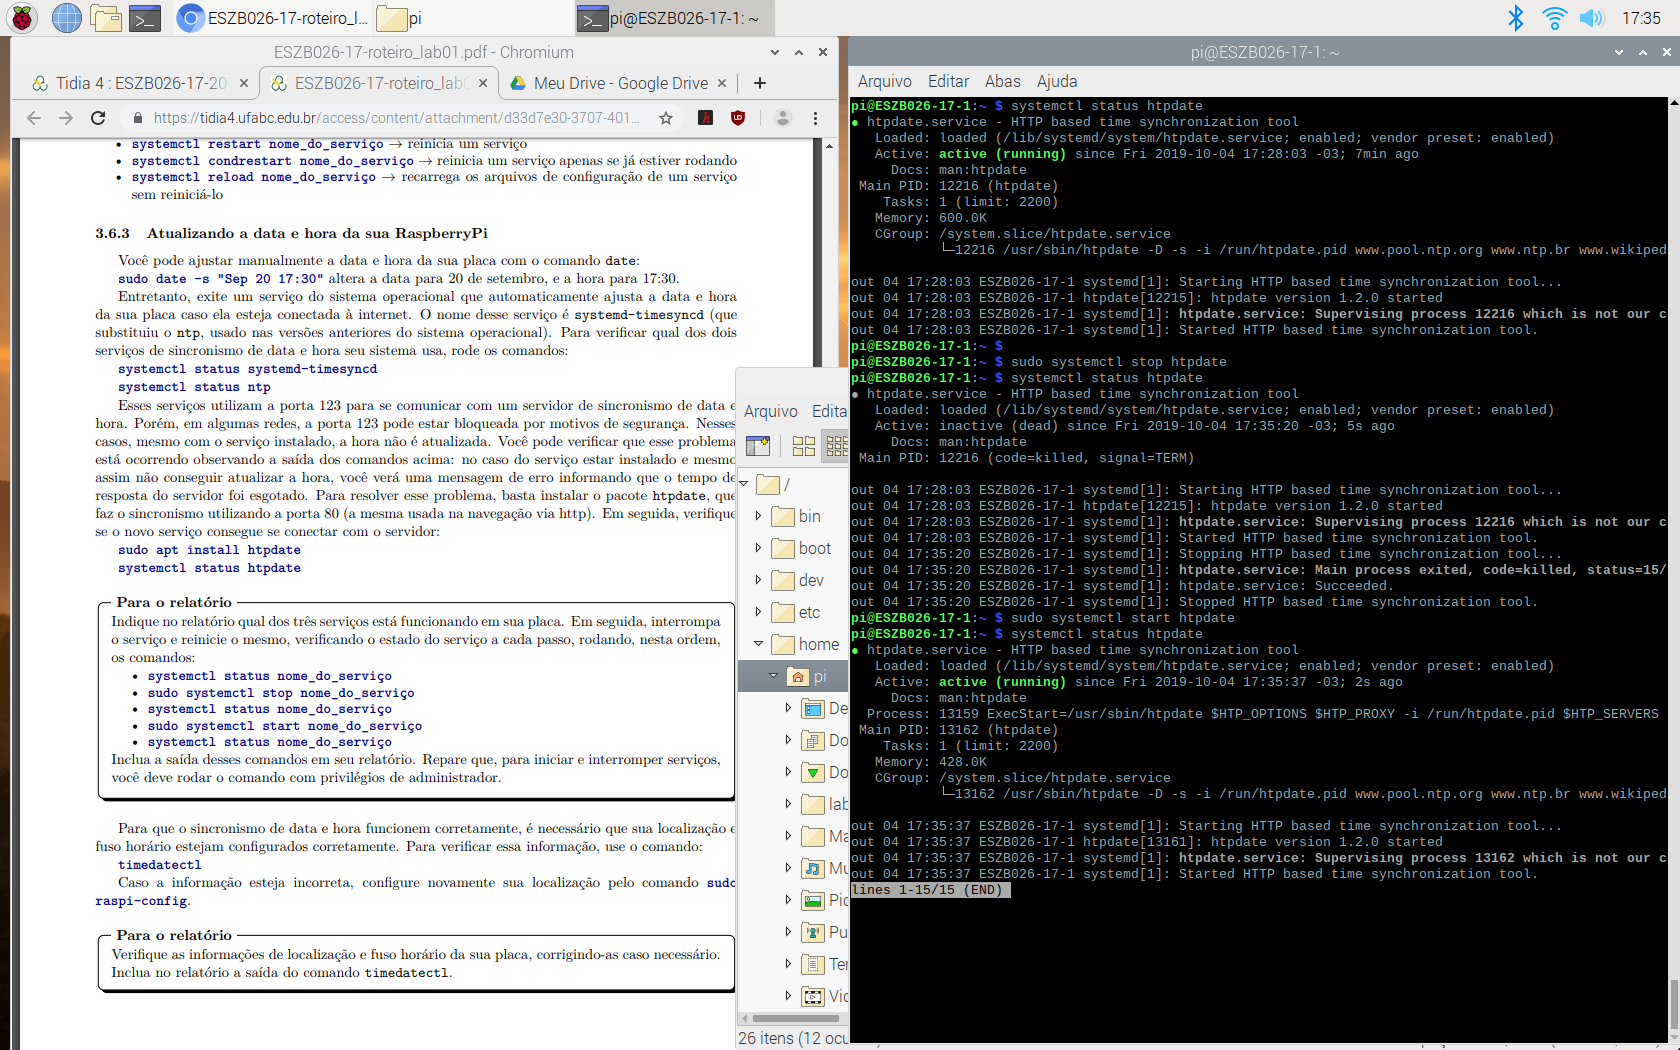 ESZB026-17-roteiro_l...
pi
pi@ESZB026-17-1: ~
17:35
ESZB026-17-roteiro_lab01.pdf - Chromium
Tidia 4 : ESZB026-17-20
ESZB026-17-roteiro_lab0
Meu Drive - Google Drive
https://tidia4.ufabc.edu.br/access/content/attachment/d33d7e30-3707-401...
• systemctl restart nome_do_serviço → reinicia um serviço
• systemctl condrestart nome_do_serviço → reinicia um serviço apenas se já estiver rodando
• systemctl reload nome_do_serviço → recarrega os arquivos de configuração de um serviço
sem reiniciá-lo
3.6.3 Atualizando a data e hora da sua RaspberryPi
Você pode ajustar manualmente a data e hora da sua placa com o comando date:
sudo date -s "Sep 20 17:30" altera a data para 20 de setembro, e a hora para 17:30.
Entretanto, exite um serviço do sistema operacional que automaticamente ajusta a data e hora
da sua placa caso ela esteja conectada à internet. O nome desse serviço é systemd-timesyncd (que
substituiu o ntp, usado nas versões anteriores do sistema operacional). Para verificar qual dos dois
serviços de sincronismo de data e hora seu sistema usa, rode os comandos:
systemctl status systemd-timesyncd
systemctl status ntp
Esses serviços utilizam a porta 123 para se comunicar com um servidor de sincronismo de data e
hora. Porém, em algumas redes, a porta 123 pode estar bloqueada por motivos de segurança. Nesses
casos, mesmo com o serviço instalado, a hora não é atualizada. Você pode verificar que esse problema
está ocorrendo observando a saída dos comandos acima: no caso do serviço estar instalado e mesmo
assim não conseguir atualizar a hora, você verá uma mensagem de erro informando que o tempo de
resposta do servidor foi esgotado. Para resolver esse problema, basta instalar o pacote htpdate, que
faz o sincronismo utilizando a porta 80 (a mesma usada na navegação via http). Em seguida, verifique
se o novo serviço consegue se conectar com o servidor:
sudo apt install htpdate
systemctl status htpdate
Para o relatório
Indique no relatório qual dos três serviços está funcionando em sua placa. Em seguida, interrompa
o serviço e reinicie o mesmo, verificando o estado do serviço a cada passo, rodando, nesta ordem,
os comandos:
• systemctl status nome_do_serviço
• sudo systemctl stop nome_do_serviço
• systemctl status nome_do_serviço
• sudo systemctl start nome_do_serviço
• systemctl status nome_do_serviço
Inclua a saída desses comandos em seu relatório. Repare que, para iniciar e interromper serviços,
você deve rodar o comando com privilégios de administrador.
Para que o sincronismo de data e hora funcionem corretamente, é necessário que sua localização e
fuso horário estejam configurados corretamente. Para verificar essa informação, use o comando:
timedatectl
Caso a informação esteja incorreta, configure novamente sua localização pelo comando sudo
raspi-config.
Para o relatório
Verifique as informações de localização e fuso horário da sua placa, corrigindo-as caso necessário.
Inclua no relatório a saída do comando timedatectl.
Arquivo Edita
/
bin
boot
dev
etc
home
pi
De
Do
Do
lab
Ma
Mu
Pic
Pu
Ter
Vid
26 itens (12 ocu
pi@ESZB026-17-1: ~
Arquivo Editar Abas Ajuda
pi@ESZB026-17-1:~ $ systemctl status htpdate
● htpdate.service - HTTP based time synchronization tool
Loaded: loaded (/lib/systemd/system/htpdate.service; enabled; vendor preset: enabled)
Active: active (running) since Fri 2019-10-04 17:28:03 -03; 7min ago
Docs: man:htpdate
Main PID: 12216 (htpdate)
Tasks: 1 (limit: 2200)
Memory: 600.0K
CGroup: /system.slice/htpdate.service
└─12216 /usr/sbin/htpdate -D -s -i /run/htpdate.pid www.pool.ntp.org www.ntp.br www.wikiped
out 04 17:28:03 ESZB026-17-1 systemd[1]: Starting HTTP based time synchronization tool...
out 04 17:28:03 ESZB026-17-1 htpdate[12215]: htpdate version 1.2.0 started
out 04 17:28:03 ESZB026-17-1 systemd[1]: htpdate.service: Supervising process 12216 which is not our c
out 04 17:28:03 ESZB026-17-1 systemd[1]: Started HTTP based time synchronization tool.
pi@ESZB026-17-1:~ $
pi@ESZB026-17-1:~ $ sudo systemctl stop htpdate
pi@ESZB026-17-1:~ $ systemctl status htpdate
● htpdate.service - HTTP based time synchronization tool
Loaded: loaded (/lib/systemd/system/htpdate.service; enabled; vendor preset: enabled)
Active: inactive (dead) since Fri 2019-10-04 17:35:20 -03; 5s ago
Docs: man:htpdate
Main PID: 12216 (code=killed, signal=TERM)
out 04 17:28:03 ESZB026-17-1 systemd[1]: Starting HTTP based time synchronization tool...
out 04 17:28:03 ESZB026-17-1 htpdate[12215]: htpdate version 1.2.0 started
out 04 17:28:03 ESZB026-17-1 systemd[1]: htpdate.service: Supervising process 12216 which is not our c
out 04 17:28:03 ESZB026-17-1 systemd[1]: Started HTTP based time synchronization tool.
out 04 17:35:20 ESZB026-17-1 systemd[1]: Stopping HTTP based time synchronization tool...
out 04 17:35:20 ESZB026-17-1 systemd[1]: htpdate.service: Main process exited, code=killed, status=15/
out 04 17:35:20 ESZB026-17-1 systemd[1]: htpdate.service: Succeeded.
out 04 17:35:20 ESZB026-17-1 systemd[1]: Stopped HTTP based time synchronization tool.
pi@ESZB026-17-1:~ $ sudo systemctl start htpdate
pi@ESZB026-17-1:~ $ systemctl status htpdate
● htpdate.service - HTTP based time synchronization tool
Loaded: loaded (/lib/systemd/system/htpdate.service; enabled; vendor preset: enabled)
Active: active (running) since Fri 2019-10-04 17:35:37 -03; 2s ago
Docs: man:htpdate
Process: 13159 ExecStart=/usr/sbin/htpdate $HTP_OPTIONS $HTP_PROXY -i /run/htpdate.pid $HTP_SERVERS
Main PID: 13162 (htpdate)
Tasks: 1 (limit: 2200)
Memory: 428.0K
CGroup: /system.slice/htpdate.service
└─13162 /usr/sbin/htpdate -D -s -i /run/htpdate.pid www.pool.ntp.org www.ntp.br www.wikiped
out 04 17:35:37 ESZB026-17-1 systemd[1]: Starting HTTP based time synchronization tool...
out 04 17:35:37 ESZB026-17-1 htpdate[13161]: htpdate version 1.2.0 started
out 04 17:35:37 ESZB026-17-1 systemd[1]: htpdate.service: Supervising process 13162 which is not our c
out 04 17:35:37 ESZB026-17-1 systemd[1]: Started HTTP based time synchronization tool.
lines 1-15/15 (END)